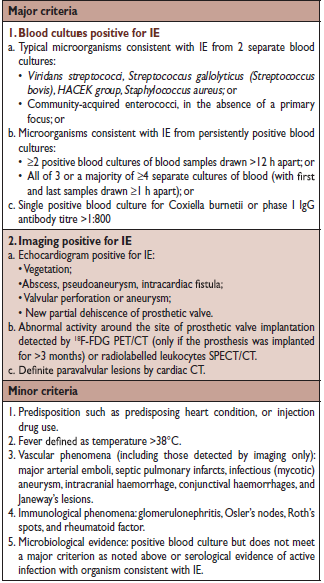 Major criteria
1. Blood cultures positive for IE
a. Typical microorganisms consistent with IE from 2 separate blood
cultures:
• Viridans streptococci, Streptococcus gallolyticus (Streptococcus
bovis), HACEK group, Staphylococcus aureus; or
• Community-acquired enterococci, in the absence of a primary
focus; or
b. Microorganisms consistent with IE from persistently positive blood
cultures:
• ≥2 positive blood cultures of blood samples drawn >12 h apart; or
• All of 3 or a majority of ≥4 separate cultures of blood (with first
and last samples drawn ≥1 h apart); or
c. Single positive blood culture for Coxiella burnetii or phase I IgG
antibody titre >1:800
2. Imaging positive for IE
a. Echocardiogram positive for IE:
• Vegetation;
• Abscess, pseudoaneurysm, intracardiac fistula;
• Valvular perforation or aneurysm;
• New partial dehiscence of prosthetic valve.
b. Abnormal activity around the site of prosthetic valve implantation
detected by ¹⁸F-FDG PET/CT (only if the prosthesis was implanted
for >3 months) or radiolabelled leukocytes SPECT/CT.
c. Definite paravalvular lesions by cardiac CT.
Minor criteria
1. Predisposition such as predisposing heart condition, or injection
drug use.
2. Fever defined as temperature >38°C.
3. Vascular phenomena (including those detected by imaging only):
major arterial emboli, septic pulmonary infarcts, infectious (mycotic)
aneurysm, intracranial haemorrhage, conjunctival haemorrhages, and
Janeway's lesions.
4. Immunological phenomena: glomerulonephritis, Osler's nodes, Roth's
spots, and rheumatoid factor.
5. Microbiological evidence: positive blood culture but does not meet
a major criterion as noted above or serological evidence of active
infection with organism consistent with IE.